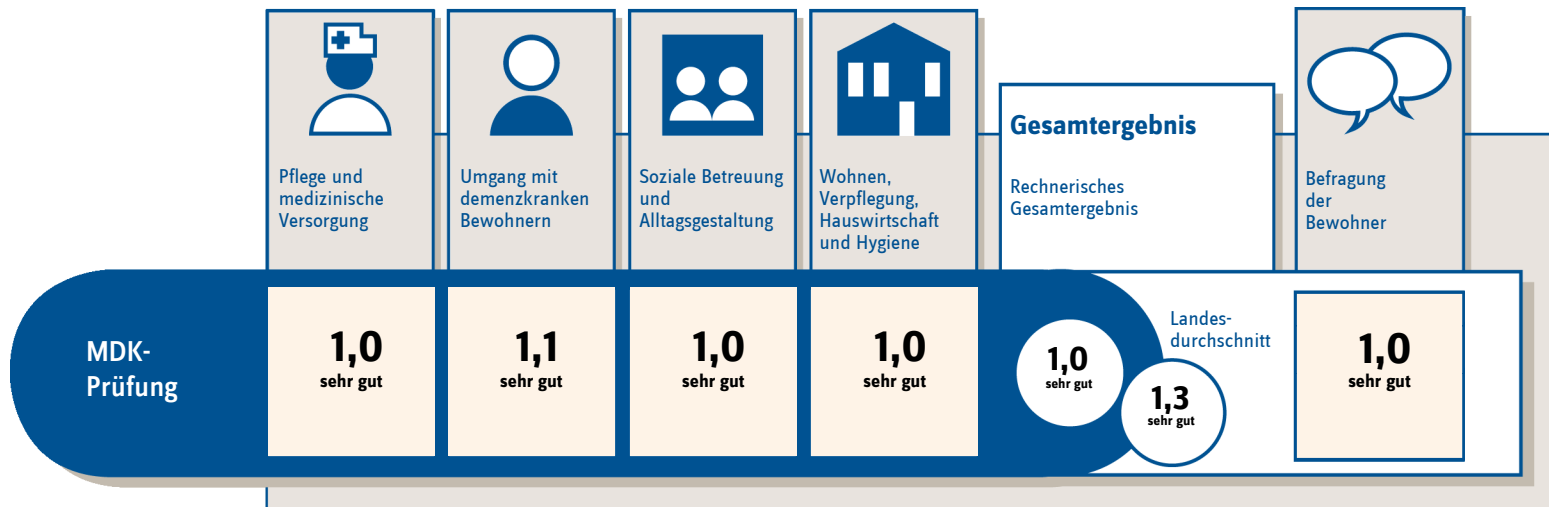 Pflege und
medizinische
Versorgung
Umgang mit
demenzkranken
Bewohnern
Soziale Betreuung
und
Alltagsgestaltung
Wohnen,
Verpflegung,
Hauswirtschaft
und Hygiene
Gesamtergebnis
Rechnerisches
Gesamtergebnis
Befragung
der
Bewohner
MDK-
Prüfung
1,0
sehr gut
1,1
sehr gut
1,0
sehr gut
1,0
sehr gut
1,0
sehr gut
Landes-
durchschnitt
1,3
sehr gut
1,0
sehr gut